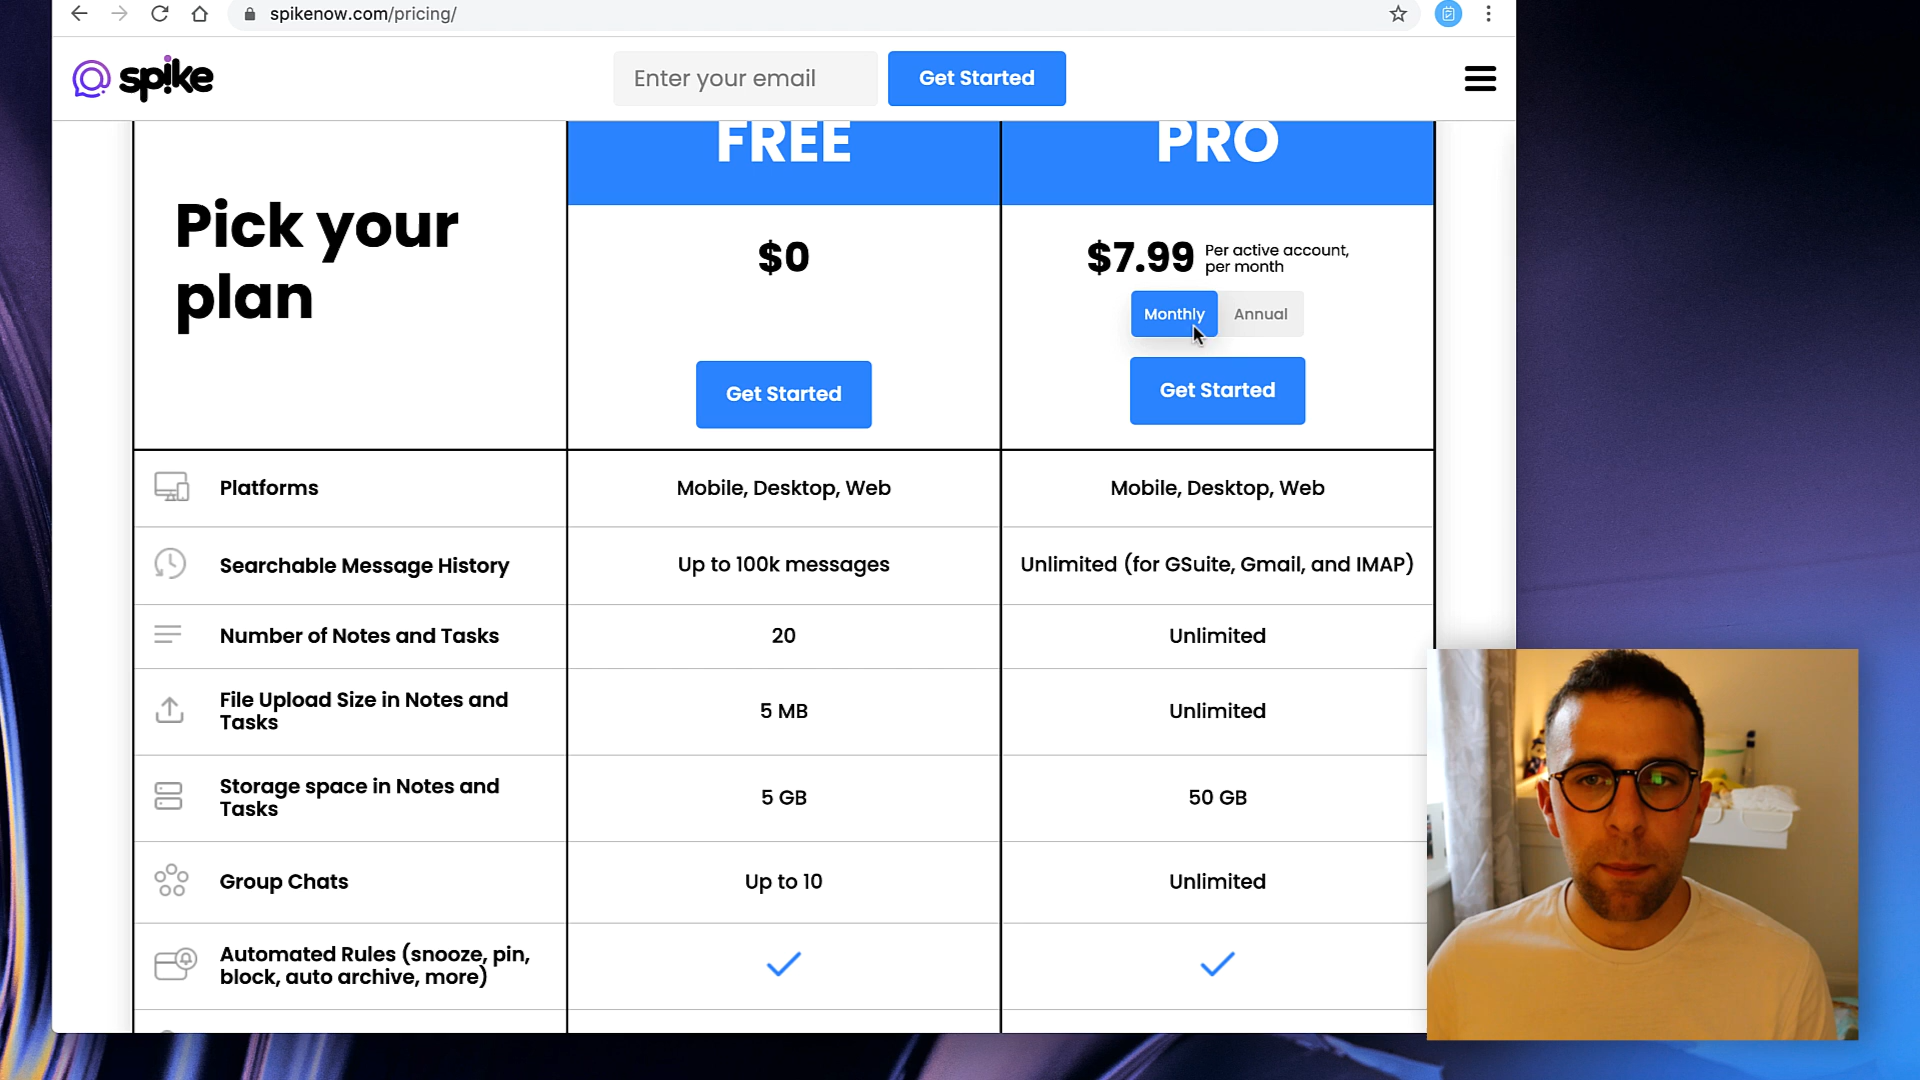 spikenow.com/pricing/
spike
Enter your email
Get Started
FREE
PRO
Pick your
plan
$0
$7.99
Per active account,
per month
Monthly
Annual
Get Started
Get Started
Platforms
Mobile, Desktop, Web
Mobile, Desktop, Web
Searchable Message History
Up to 100k messages
Unlimited (for GSuite, Gmail, and IMAP)
Number of Notes and Tasks
20
Unlimited
File Upload Size in Notes and
Tasks
5 MB
Unlimited
Storage space in Notes and
Tasks
5 GB
50 GB
Group Chats
Up to 10
Unlimited
Automated Rules (snooze, pin,
block, auto archive, more)